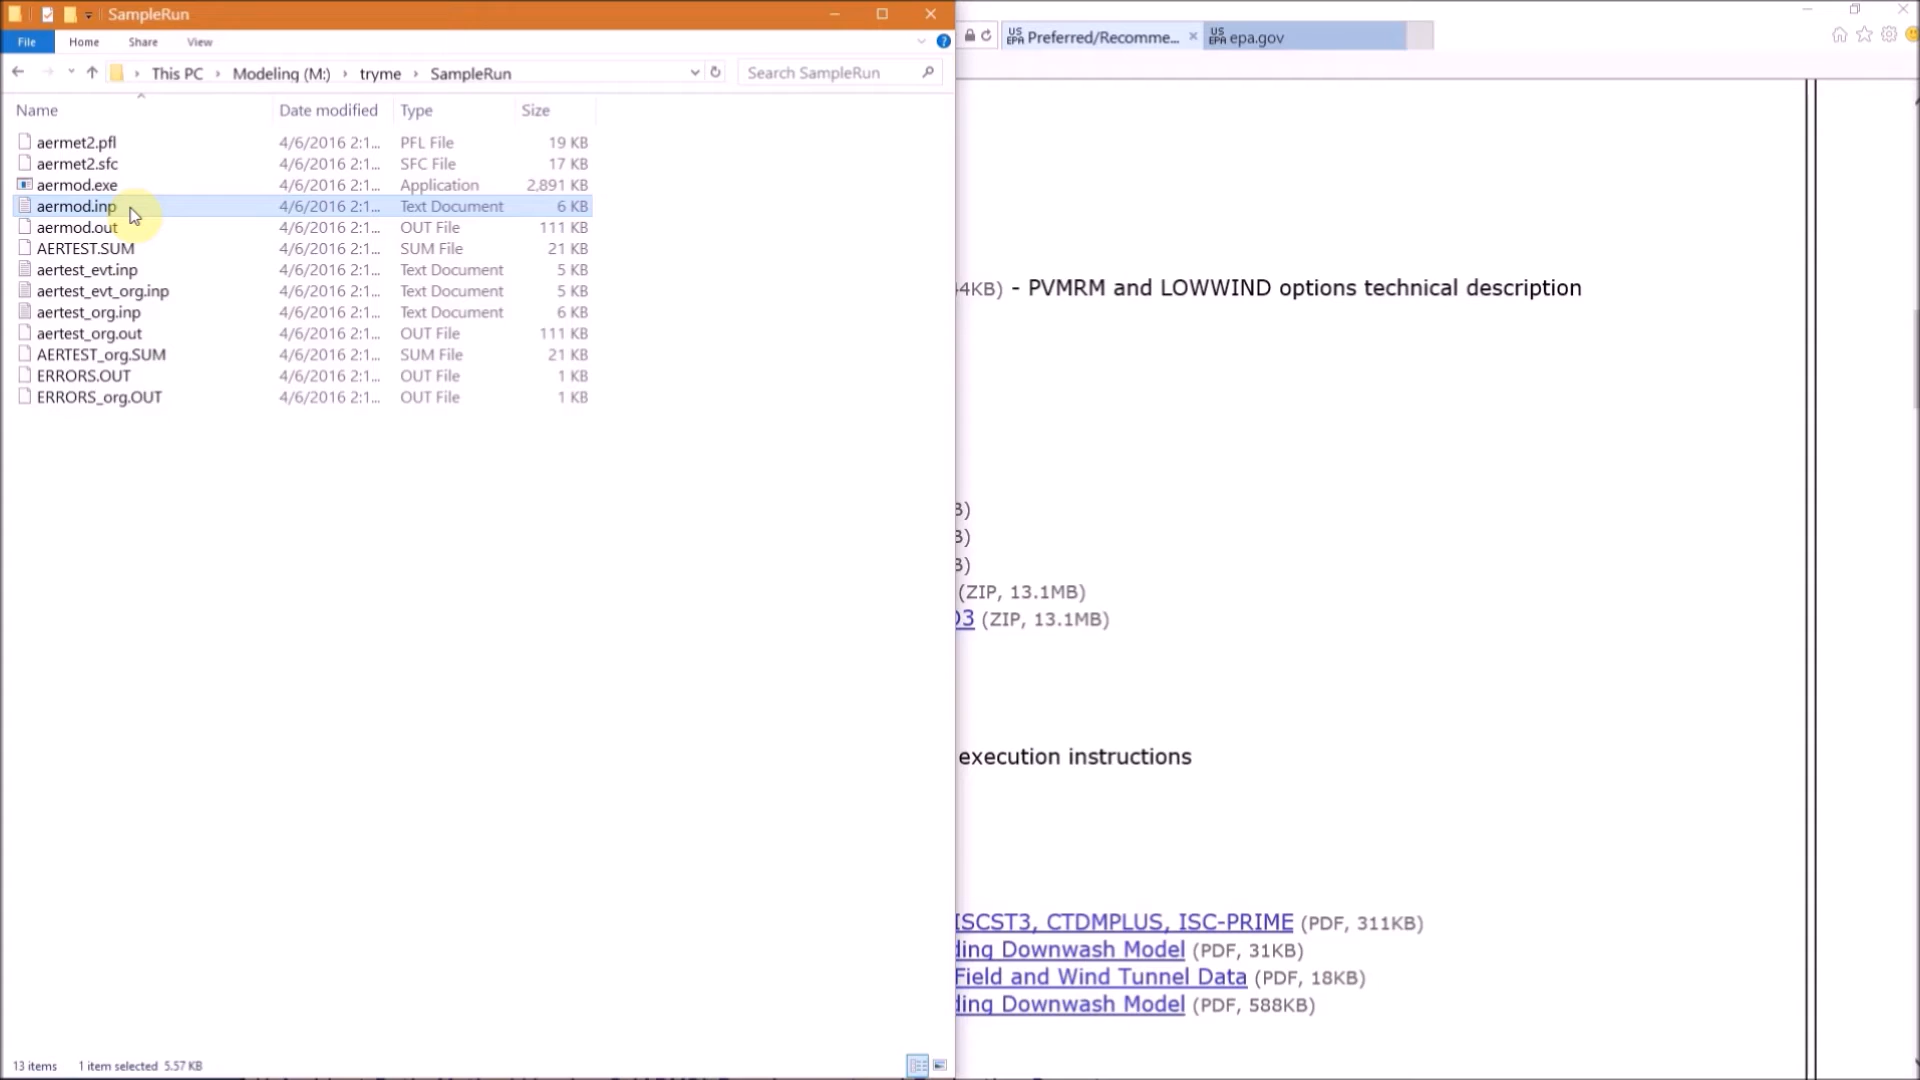 SampleRun
File Home Share View
This PC Modeling (M:) tryme SampleRun Search SampleRun
Name Date modified Type Size
aermet2.pfl 4/6/2016 2:1... PFL File 19 KB
aermet2.sfc 4/6/2016 2:1... SFC File 17 KB
aermod.exe 4/6/2016 2:1... Application 2,891 KB
aermod.inp 4/6/2016 2:1... Text Document 6 KB
aermod.out 4/6/2016 2:1... OUT File 111 KB
AERTEST.SUM 4/6/2016 2:1... SUM File 21 KB
aertest_evt.inp 4/6/2016 2:1... Text Document 5 KB
aertest_evt_org.inp 4/6/2016 2:1... Text Document 5 KB
aertest_org.inp 4/6/2016 2:1... Text Document 6 KB
aertest_org.out 4/6/2016 2:1... OUT File 111 KB
AERTEST_org.SUM 4/6/2016 2:1... SUM File 21 KB
ERRORS.OUT 4/6/2016 2:1... OUT File 1 KB
ERRORS_org.OUT 4/6/2016 2:1... OUT File 1 KB
13 items 1 item selected 5.57 KB
US EPA Preferred/Recomme... US EPA epa.gov
4KB) - PVMRM and LOWWIND options technical description
B)
B)
B)
(ZIP, 13.1MB)
03 (ZIP, 13.1MB)
execution instructions
ISCST3, CTDMPLUS, ISC-PRIME (PDF, 311KB)
ding Downwash Model (PDF, 31KB)
Field and Wind Tunnel Data (PDF, 18KB)
ding Downwash Model (PDF, 588KB)